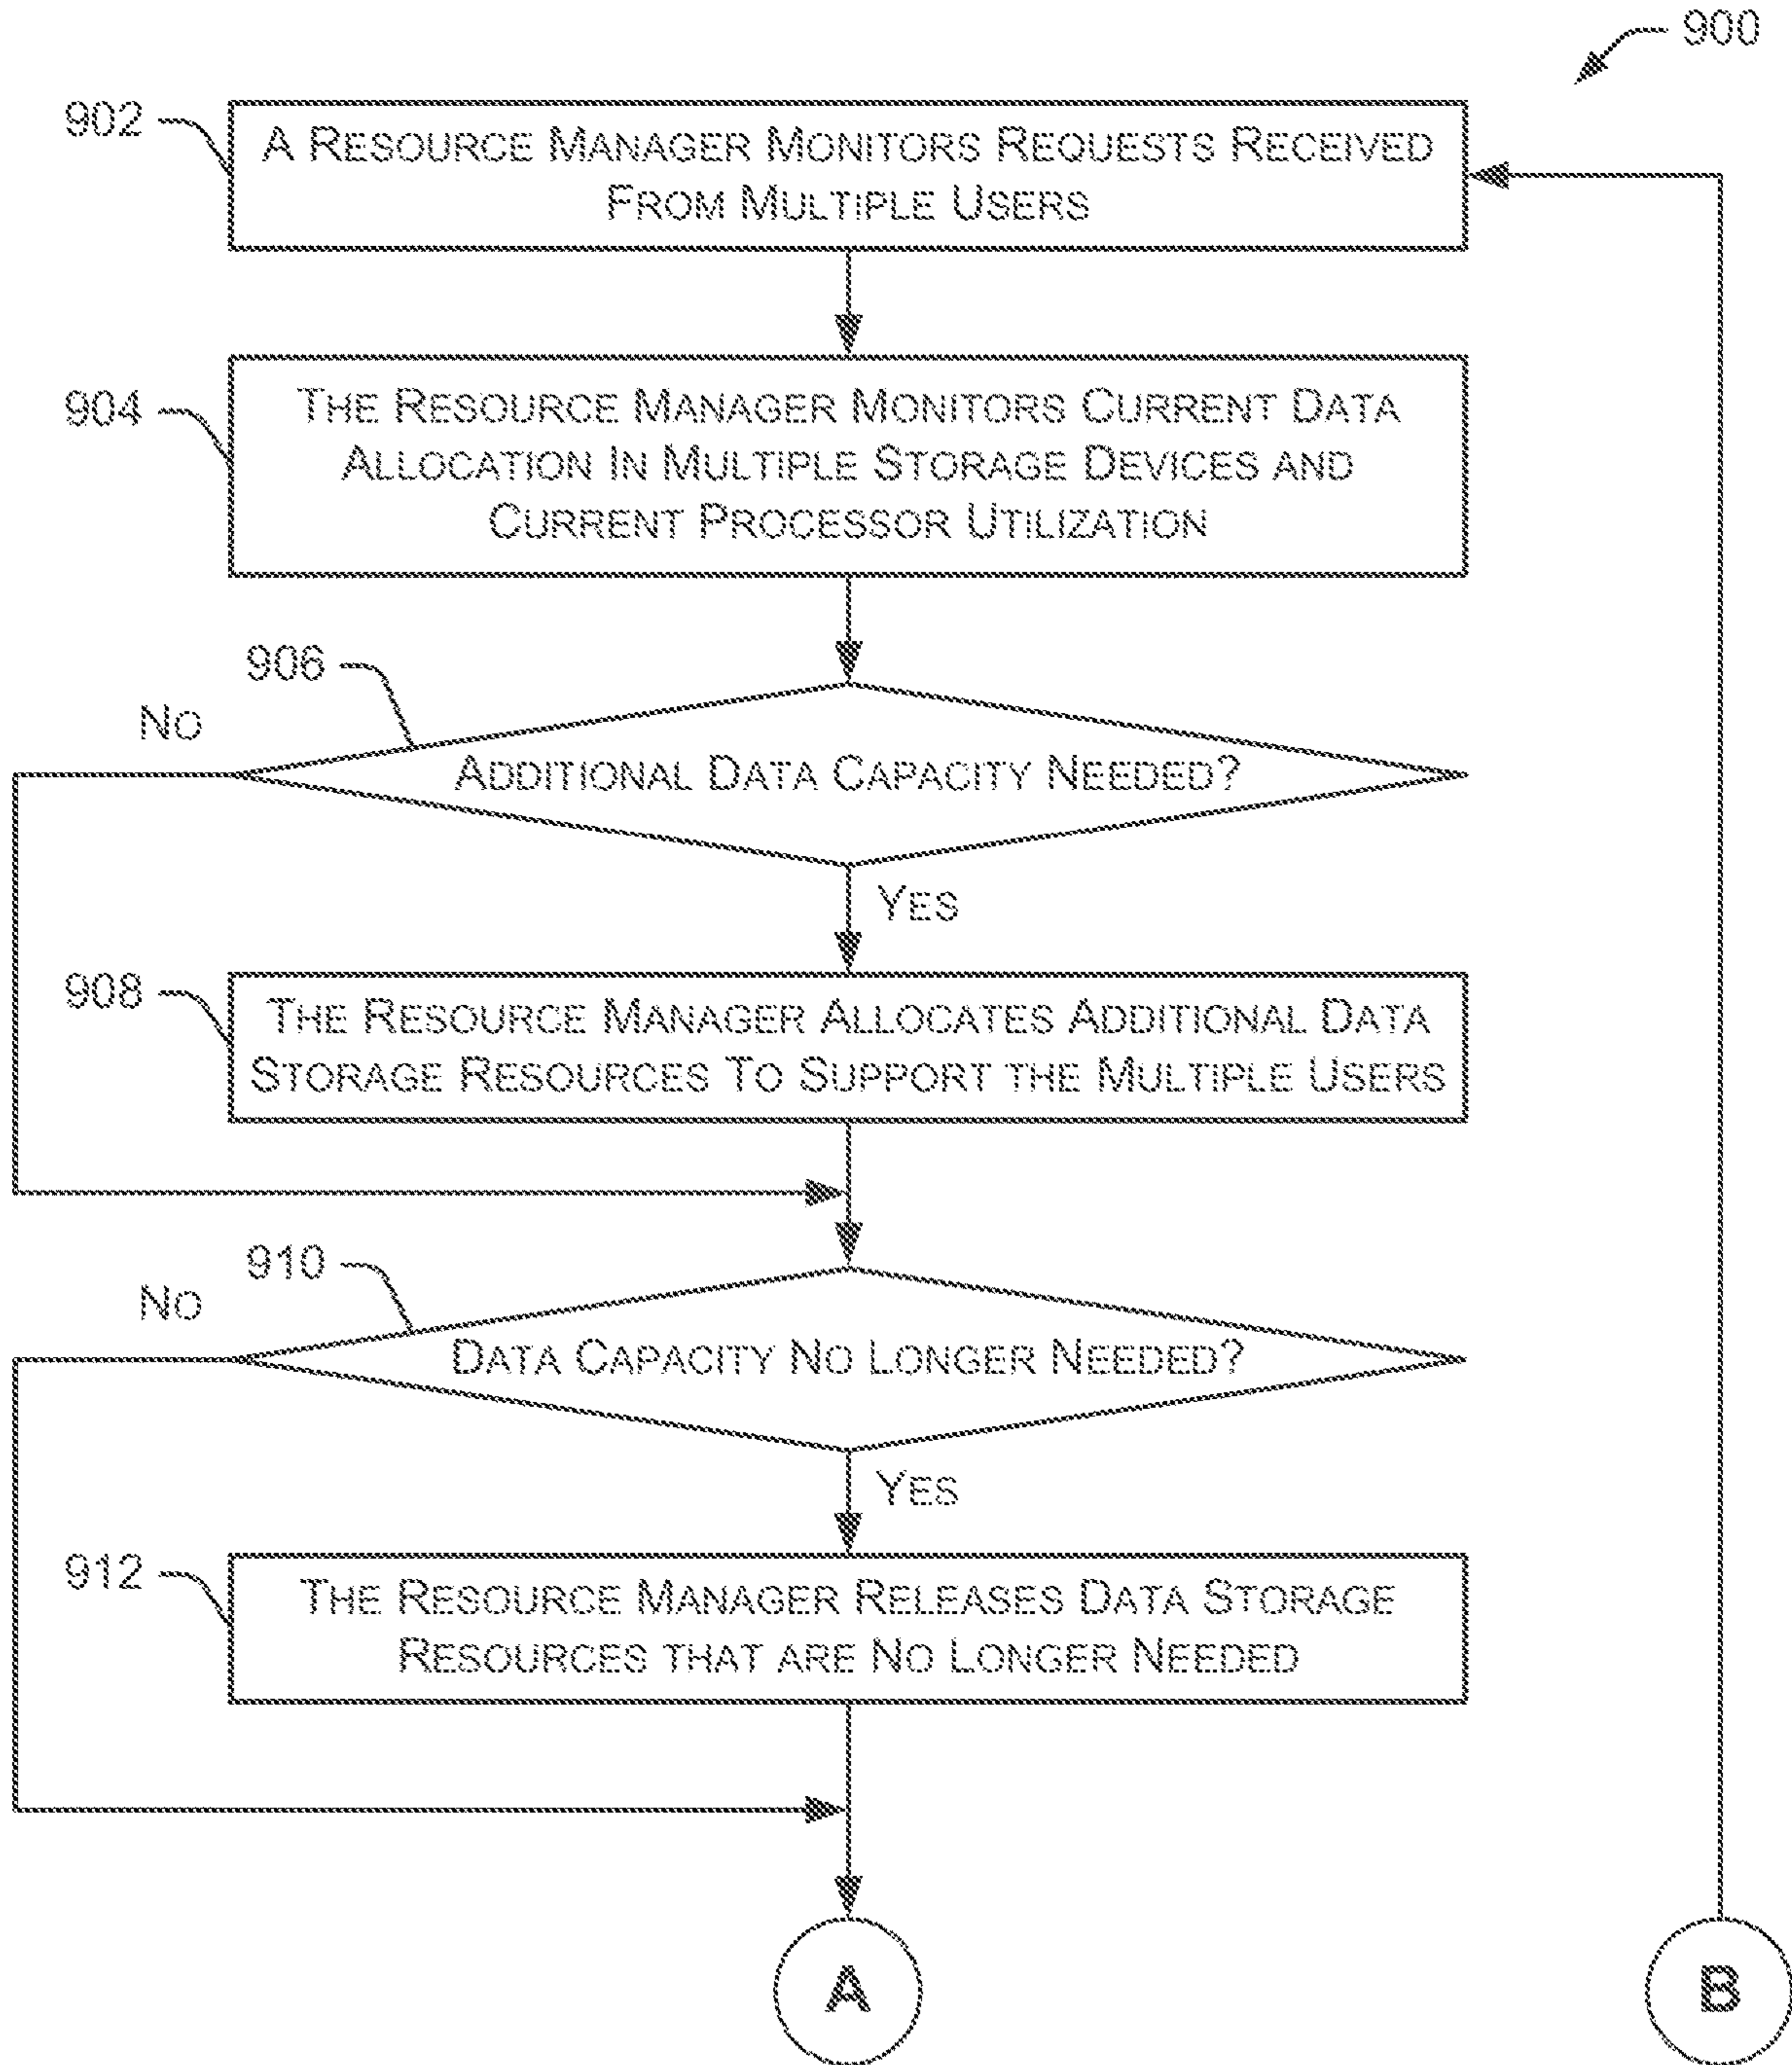 900
902
A Resource Manager Monitors Requests Received
From Multiple Users
904
The Resource Manager Monitors Current Data
Allocation In Multiple Storage Devices and
Current Processor Utilization
906
No
Additional Data Capacity Needed?
Yes
908
The Resource Manager Allocates Additional Data
Storage Resources To Support the Multiple Users
910
No
Data Capacity No Longer Needed?
Yes
912
The Resource Manager Releases Data Storage
Resources that are No Longer Needed
A
B